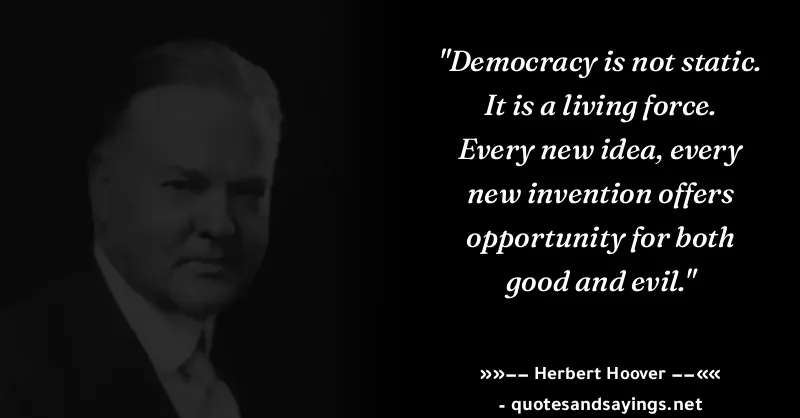 "Democracy is not static.
It is a living force.
Every new idea, every
new invention offers
opportunity for both
good and evil."
»»−− Herbert Hoover −−««
- quotesandsayings.net